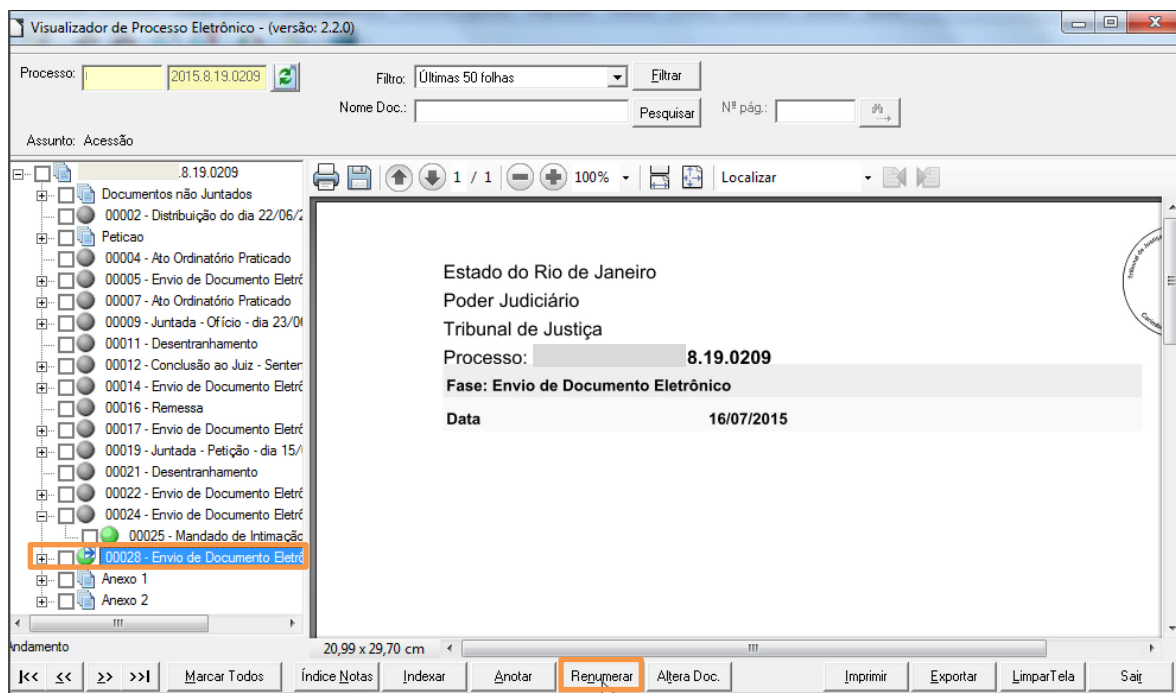 Visualizador de Processo Eletrônico - (versão: 2.2.0)
Processo: 2015.8.19.0209 Filtro: Últimas 50 folhas Filtrar
Nome Doc.: Pesquisar Nº pág.:
Assunto: Acessão
.8.19.0209
Documentos não Juntados
00002 - Distribuição do dia 22/06/2
Peticao
00004 - Ato Ordinatório Praticado
00005 - Envio de Documento Eletrô
00007 - Ato Ordinatório Praticado
00009 - Juntada - Ofício - dia 23/0
00011 - Desentranhamento
00012 - Conclusão ao Juiz - Senten
00014 - Envio de Documento Eletrô
00016 - Remessa
00017 - Envio de Documento Eletrô
00019 - Juntada - Petição - dia 15/
00021 - Desentranhamento
00022 - Envio de Documento Eletrô
00024 - Envio de Documento Eletrô
00025 - Mandado de Intimação
00028 - Envio de Documento Eletrô
Anexo 1
Anexo 2
Andamento
1 / 1 100% Localizar
Estado do Rio de Janeiro
Poder Judiciário
Tribunal de Justiça
Processo: 8.19.0209
Fase: Envio de Documento Eletrônico
Data 16/07/2015
Tribunal de Justiça
20,99 x 29,70 cm
|<< << >> >>| Marcar Todos Índice Notas Indexar Anotar Renumerar Altera Doc. Imprimir Exportar LimparTela Sair